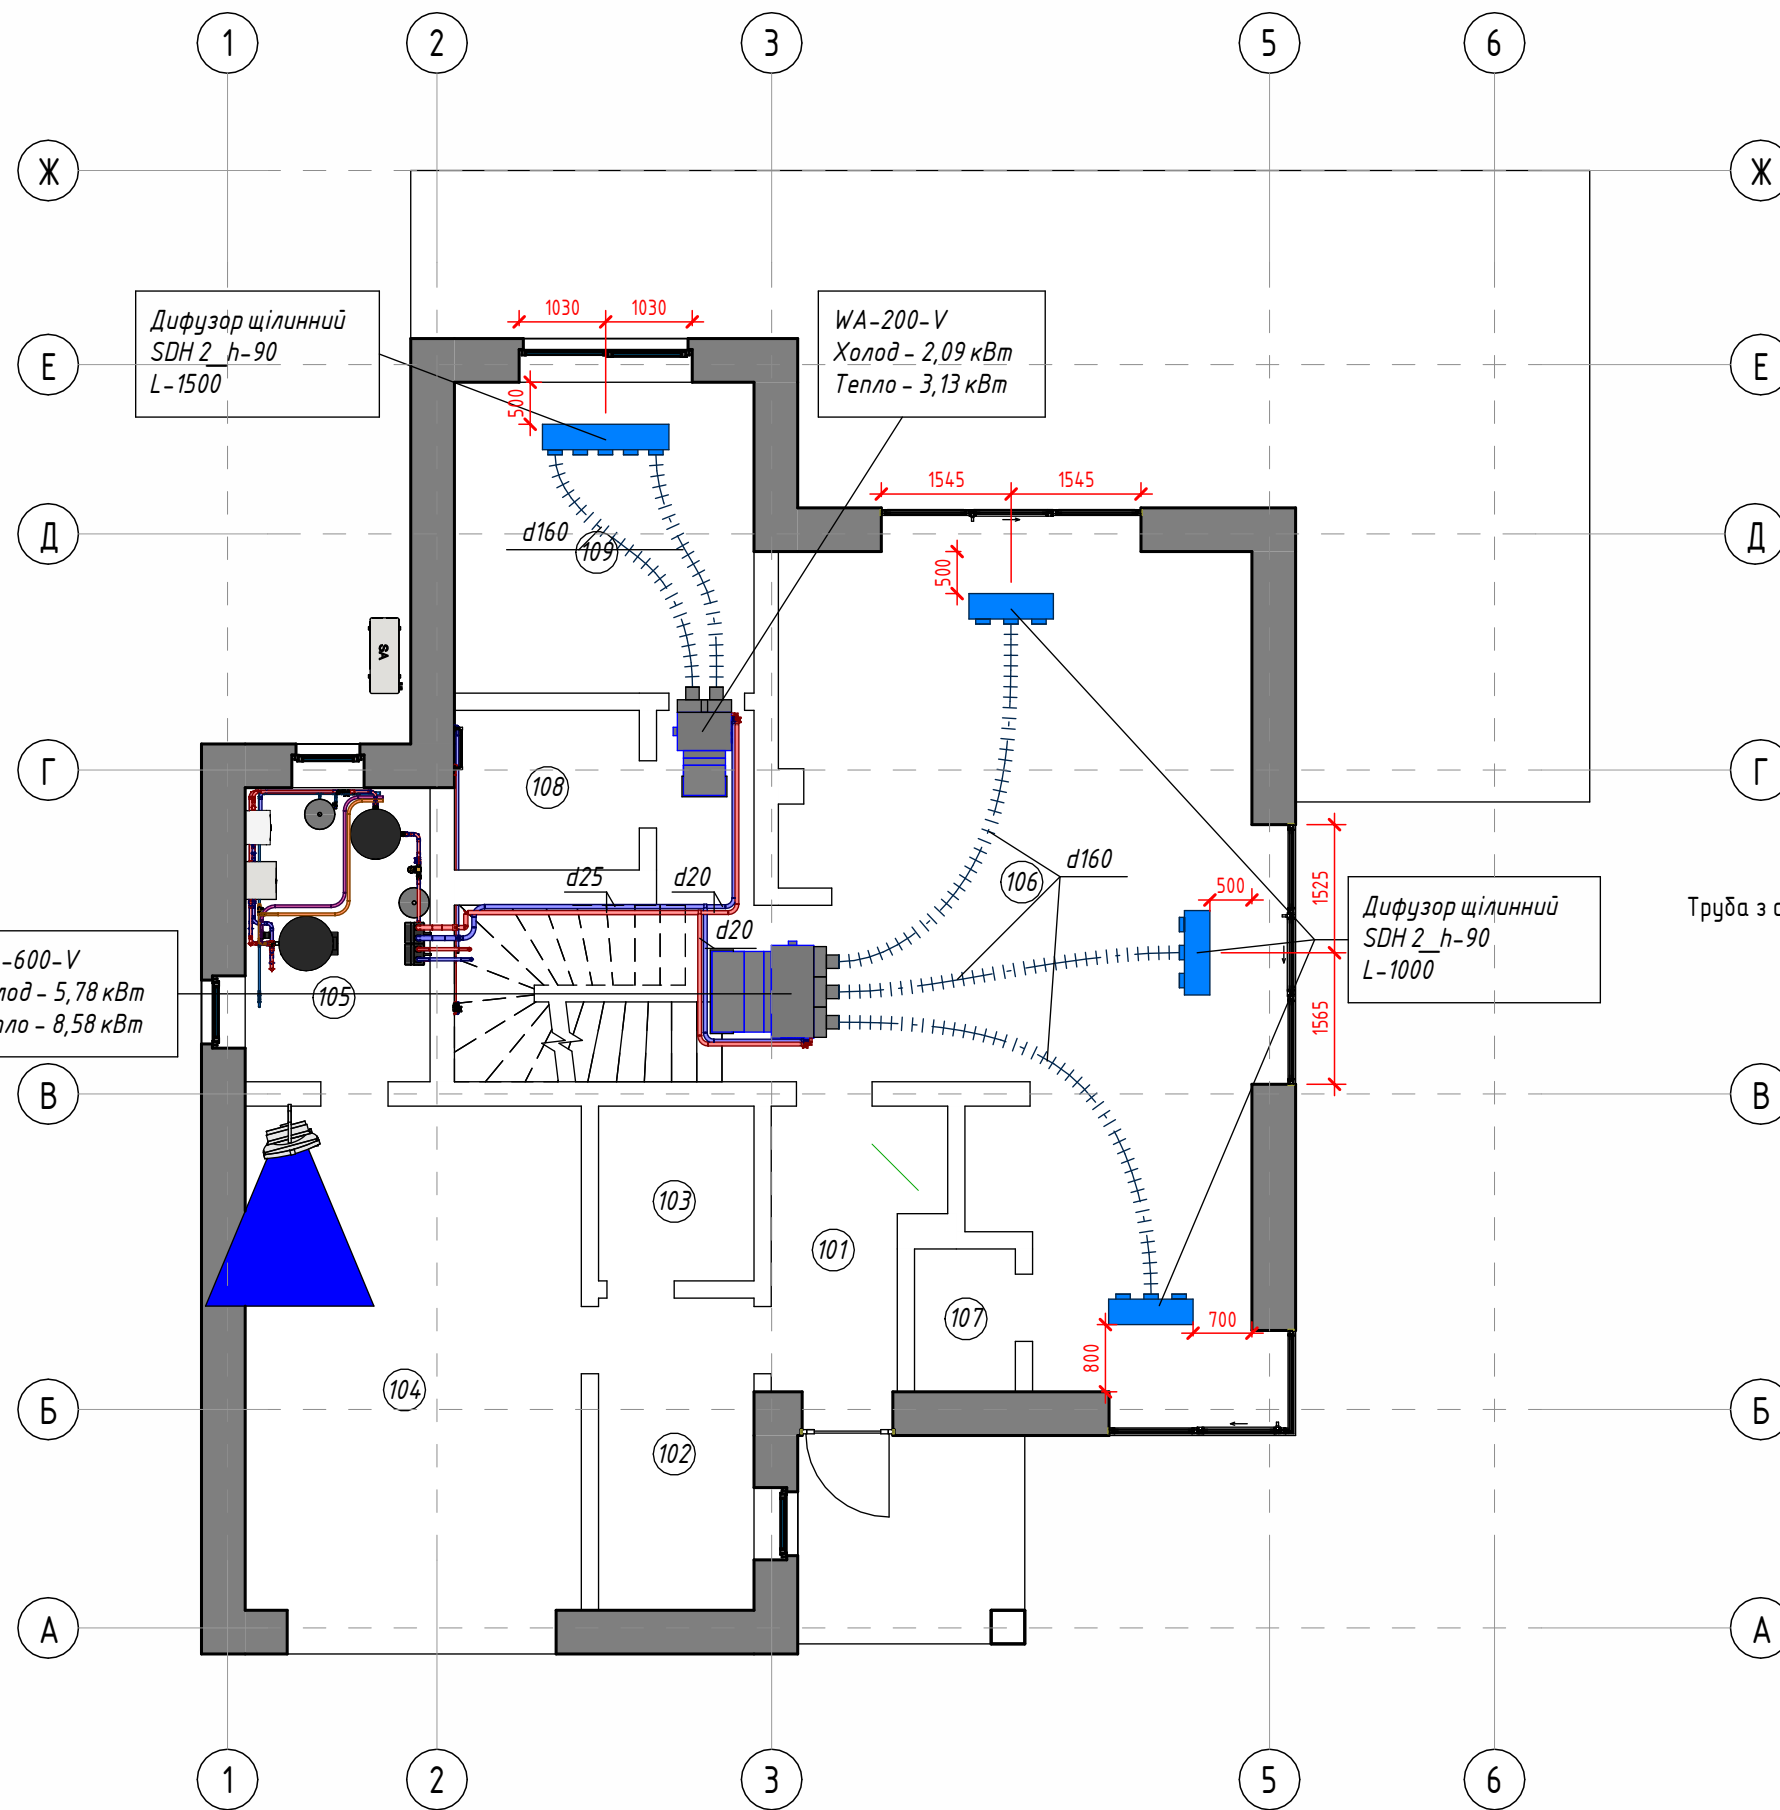 1
2
3
5
6
Ж
Ж
Дифузор щілинний
SDH 2_h-90
L-1500
1030
1030
WA-200-V
Холод - 2,09 кВт
Тепло - 3,13 кВт
Е
Е
500
1545
1545
Д
d160
109
Д
500
SA
Г
108
Г
d25
d20
106
d160
500
1525
Дифузор щілинний
SDH 2_h-90
L-1000
Труба з
d20
-600-V
лод - 5,78 кВт
пло - 8,58 кВт
105
1565
В
В
103
101
107
700
800
104
Б
Б
102
А
А
1
2
3
5
6